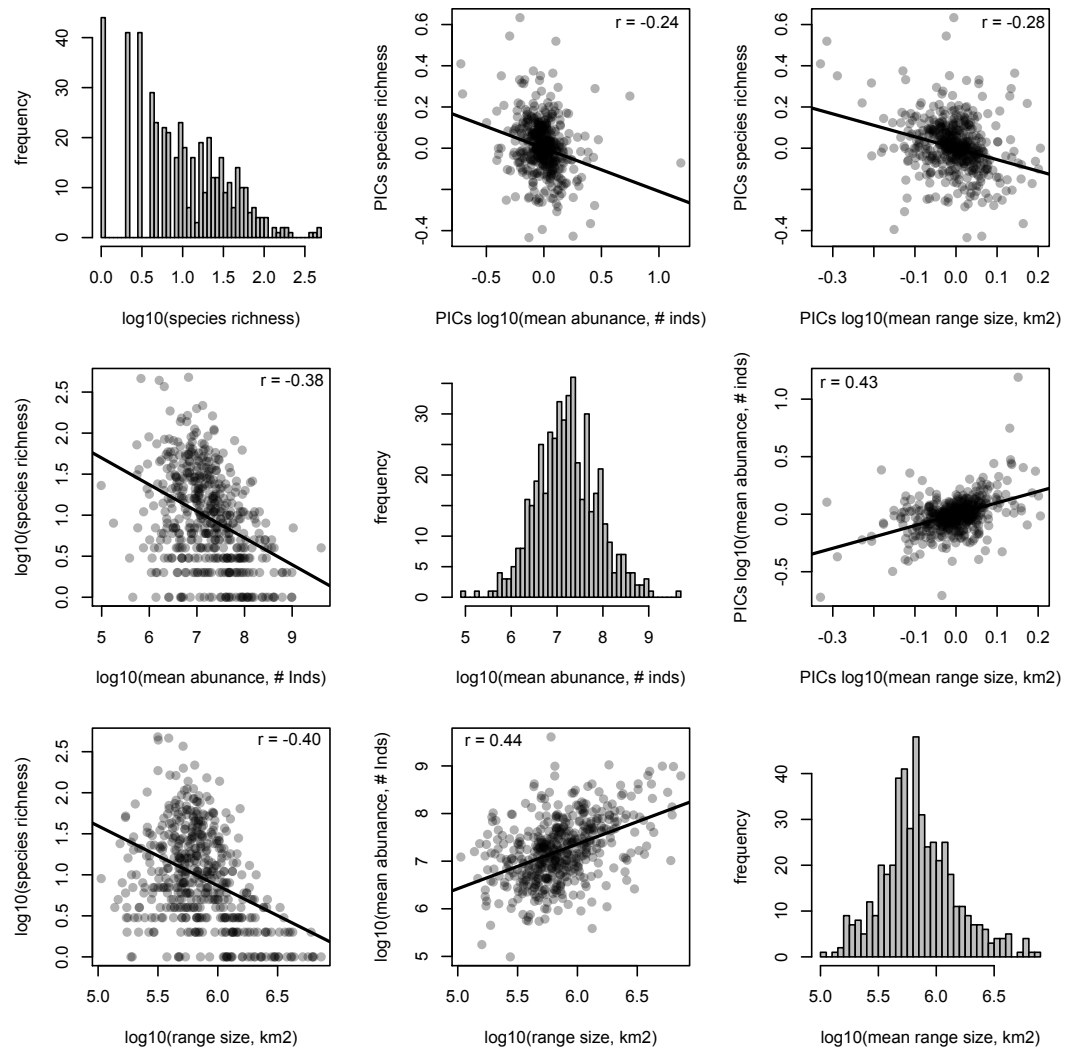 r = -0.24
r = -0.28
frequency
0 10 20 30 40
0.0 0.5 1.0 1.5 2.0 2.5
log10(species richness)
PICs species richness
-0.4 0.0 0.2 0.4 0.6
-0.5 0.0 0.5 1.0
PICs log10(mean abunance, # inds)
PICs species richness
-0.4 0.0 0.2 0.4 0.6
-0.3 -0.1 0.0 0.1 0.2
PICs log10(mean range size, km2)
r = -0.38
log10(species richness)
0.0 0.5 1.0 1.5 2.0 2.5
5 6 7 8 9
log10(mean abunance, # Inds)
frequency
0 5 10 20 30
5 6 7 8 9
log10(mean abunance, # inds)
r = 0.43
PICs log10(mean abunance, # inds)
-0.5 0.0 0.5 1.0
-0.3 -0.1 0.0 0.1 0.2
PICs log10(mean range size, km2)
r = -0.40
log10(species richness)
0.0 0.5 1.0 1.5 2.0 2.5
5.0 5.5 6.0 6.5
log10(range size, km2)
r = 0.44
log10(mean abunance, # Inds)
5 6 7 8 9
5.0 5.5 6.0 6.5
log10(range size, km2)
frequency
0 10 20 30 40
5.0 5.5 6.0 6.5
log10(mean range size, km2)